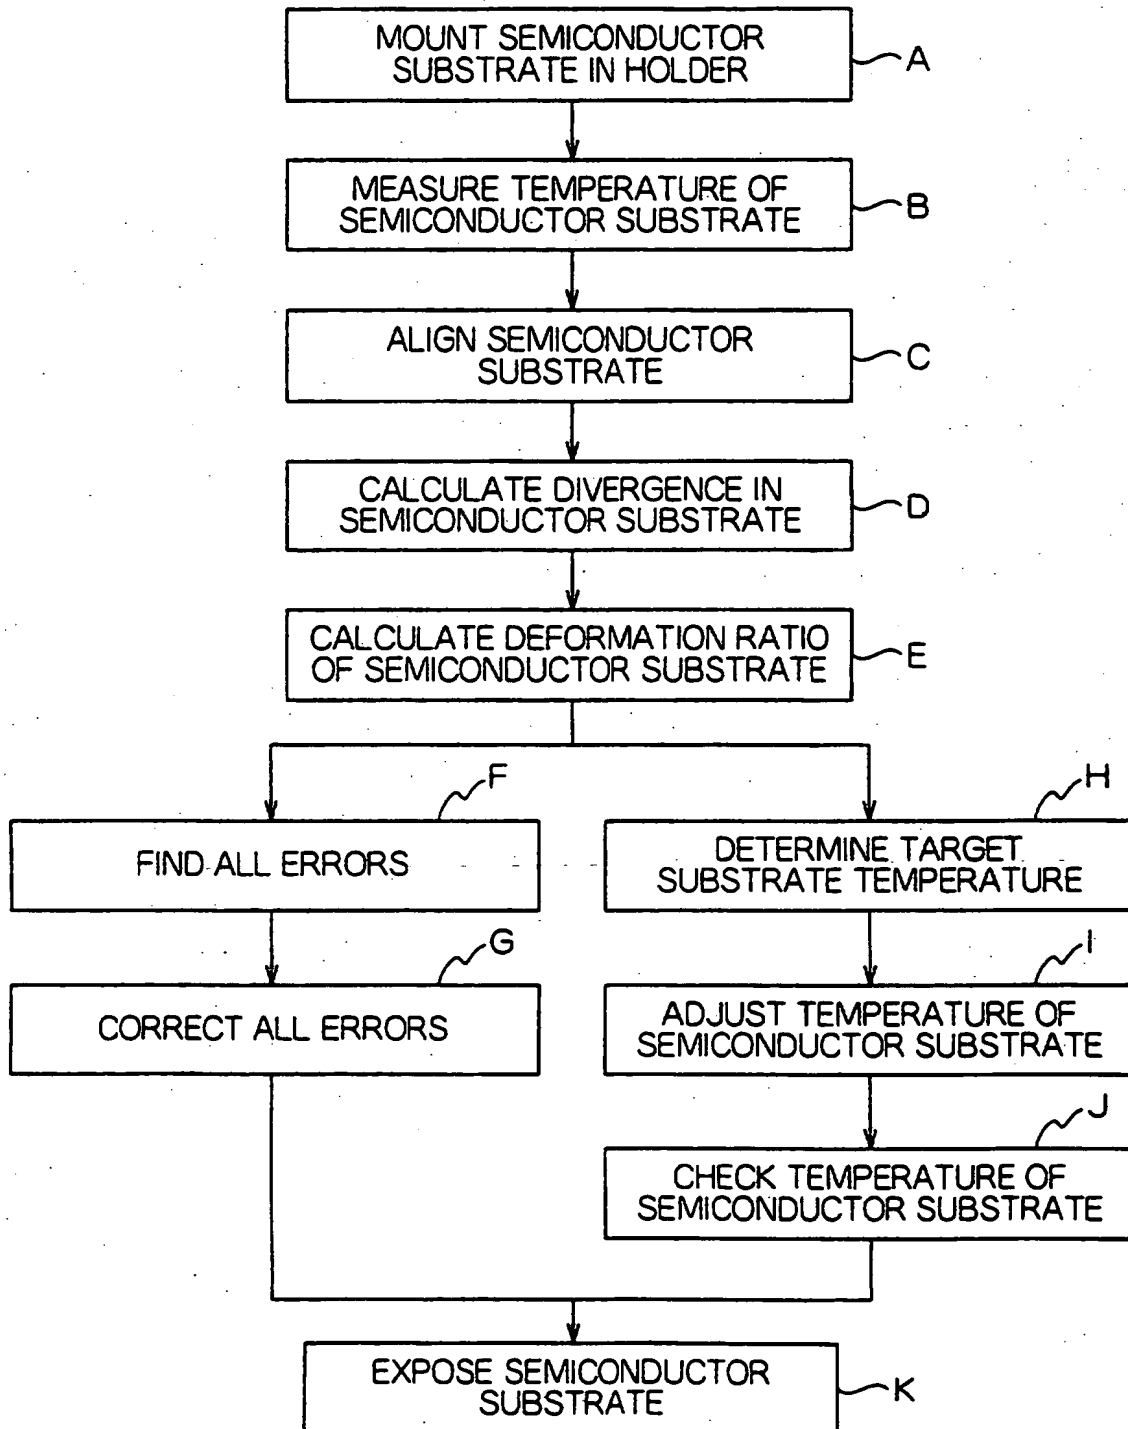 MOUNT SEMICONDUCTOR
SUBSTRATE IN HOLDER
A
MEASURE TEMPERATURE OF
SEMICONDUCTOR SUBSTRATE
B
ALIGN SEMICONDUCTOR
SUBSTRATE
C
CALCULATE DIVERGENCE IN
SEMICONDUCTOR SUBSTRATE
D
CALCULATE DEFORMATION RATIO
OF SEMICONDUCTOR SUBSTRATE
E
F
FIND ALL ERRORS
G
CORRECT ALL ERRORS
H
DETERMINE TARGET
SUBSTRATE TEMPERATURE
I
ADJUST TEMPERATURE OF
SEMICONDUCTOR SUBSTRATE
J
CHECK TEMPERATURE OF
SEMICONDUCTOR SUBSTRATE
EXPOSE SEMICONDUCTOR
SUBSTRATE
K